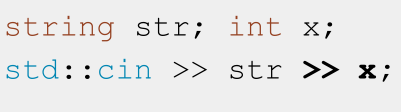 string str; int x;
std::cin >> str >> x;